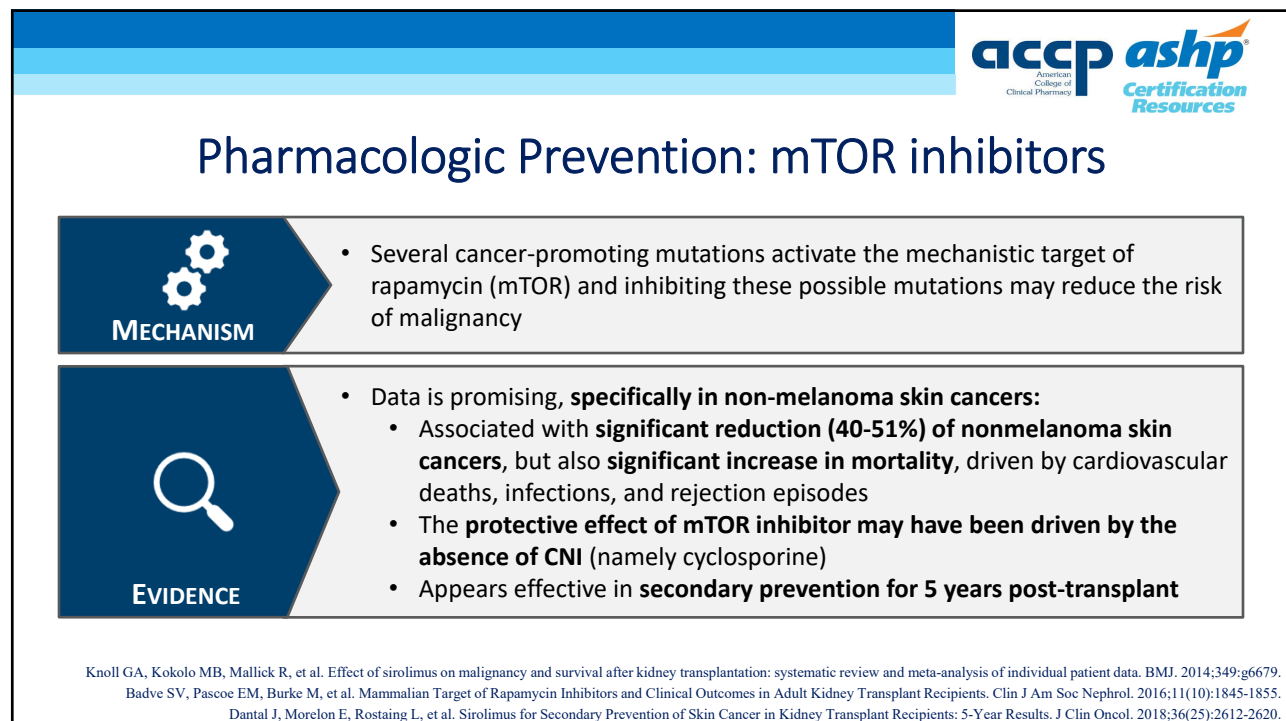 accp
American
College of
Clinical Pharmacy
ashp®
Certification
Resources
Pharmacologic Prevention: mTOR inhibitors
MECHANISM
• Several cancer-promoting mutations activate the mechanistic target of
rapamycin (mTOR) and inhibiting these possible mutations may reduce the risk
of malignancy
EVIDENCE
• Data is promising, specifically in non-melanoma skin cancers:
• Associated with significant reduction (40-51%) of nonmelanoma skin
cancers, but also significant increase in mortality, driven by cardiovascular
deaths, infections, and rejection episodes
• The protective effect of mTOR inhibitor may have been driven by the
absence of CNI (namely cyclosporine)
• Appears effective in secondary prevention for 5 years post-transplant
Knoll GA, Kokolo MB, Mallick R, et al. Effect of sirolimus on malignancy and survival after kidney transplantation: systematic review and meta-analysis of individual patient data. BMJ. 2014;349:g6679.
Badve SV, Pascoe EM, Burke M, et al. Mammalian Target of Rapamycin Inhibitors and Clinical Outcomes in Adult Kidney Transplant Recipients. Clin J Am Soc Nephrol. 2016;11(10):1845-1855.
Dantal J, Morelon E, Rostaing L, et al. Sirolimus for Secondary Prevention of Skin Cancer in Kidney Transplant Recipients: 5-Year Results. J Clin Oncol. 2018;36(25):2612-2620.